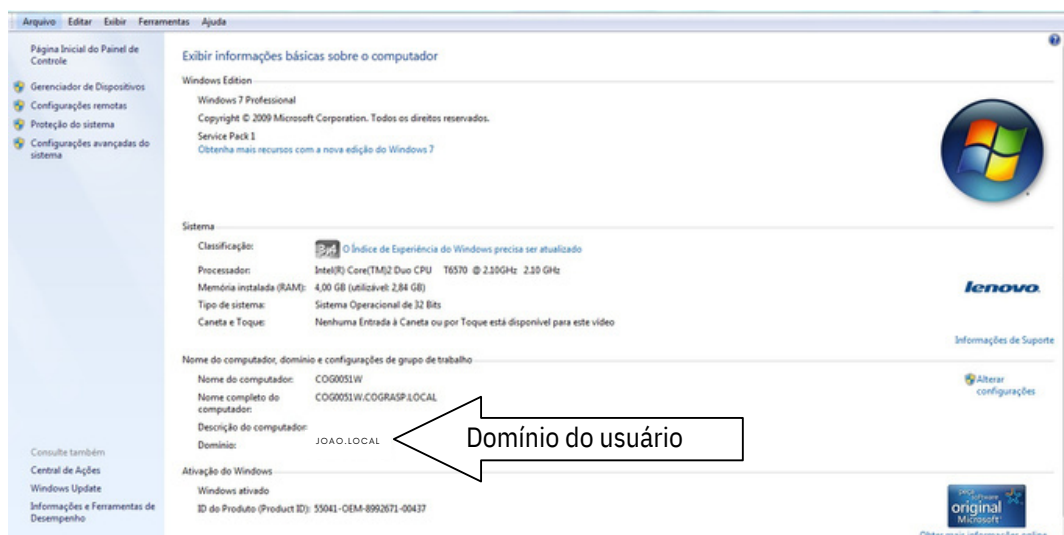 Arquivo Editar Exibir Ferramentas Ajuda
Página Inicial do Painel de
Controle
Gerenciador de Dispositivos
Configurações remotas
Proteção do sistema
Configurações avançadas do
sistema
Exibir informações básicas sobre o computador
Windows Edition
Windows 7 Professional
Copyright © 2009 Microsoft Corporation. Todos os direitos reservados.
Service Pack 1
Obtenha mais recursos com a nova edição do Windows 7
Sistema
Classificação: O Índice de Experiência do Windows precisa ser atualizado
Processador: Intel(R) Core(TM)2 Duo CPU T6570 @ 2.10GHz 2.10 GHz
Memória instalada (RAM): 4,00 GB (utilizável: 2,84 GB)
Tipo de sistema: Sistema Operacional de 32 Bits
Caneta e Toque: Nenhuma Entrada à Caneta ou por Toque está disponível para este vídeo
lenovo
Informações de Suporte
Nome do computador, domínio e configurações de grupo de trabalho
Nome do computador: COG0051W
Alterar
configurações
Nome completo do
computador:
COG0051W.COGRASP.LOCAL
Descrição do computador:
Domínio: JOAO.LOCAL
Domínio do usuário
Ativação do Windows
Windows ativado
ID do Produto (Product ID): 55041-OEM-8992671-00437
peça
software
original
Microsoft
Obter mais informações online
Consulte também
Central de Ações
Windows Update
Informações e Ferramentas de
Desempenho